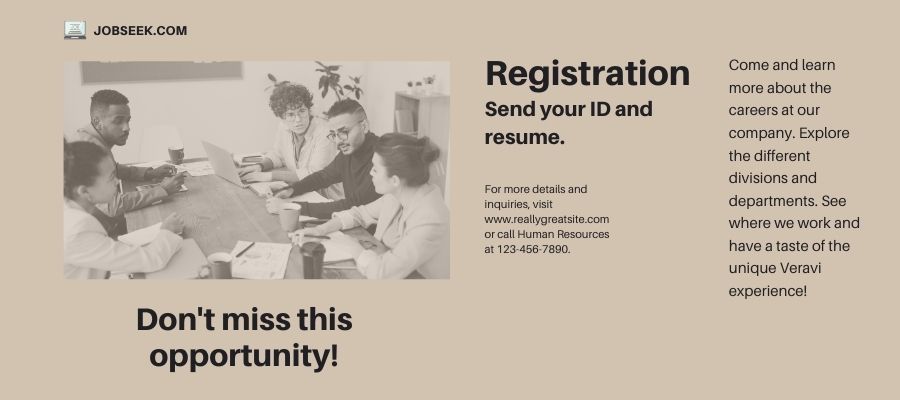 JOBSEEK.COM
Don't miss this
opportunity!
Registration
Send your ID and
resume.
For more details and
inquiries, visit
www.reallygreatsite.com
or call Human Resources
at 123-456-7890.
Come and learn
more about the
careers at our
company. Explore
the different
divisions and
departments. See
where we work and
have a taste of the
unique Veravi
experience!